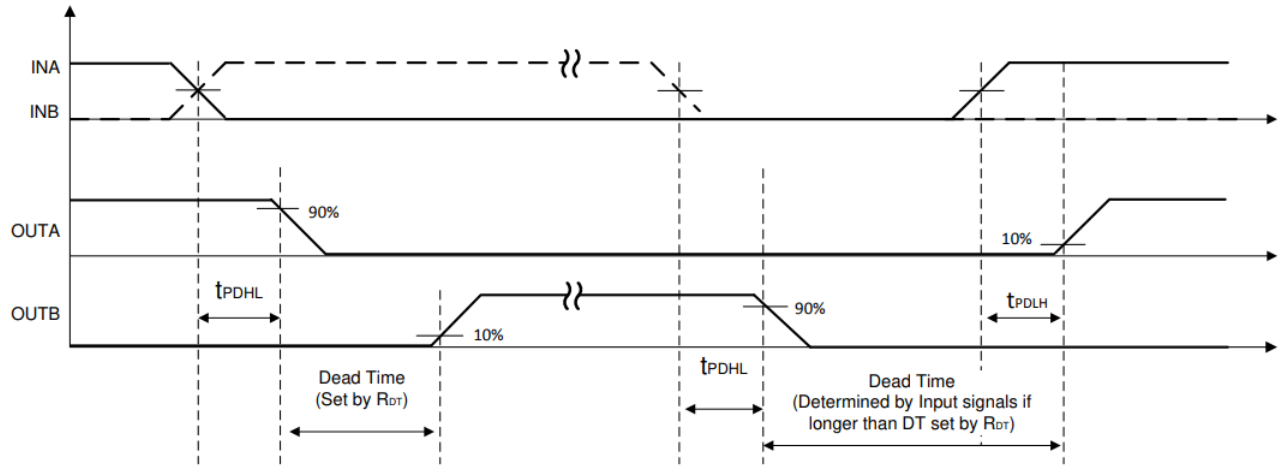 INA
INB
OUTA
90%
10%
OUTB
tPDHL
10%
90%
tPDLH
tPDHL
Dead Time
(Set by RDT)
Dead Time
(Determined by Input signals if
longer than DT set by RDT)